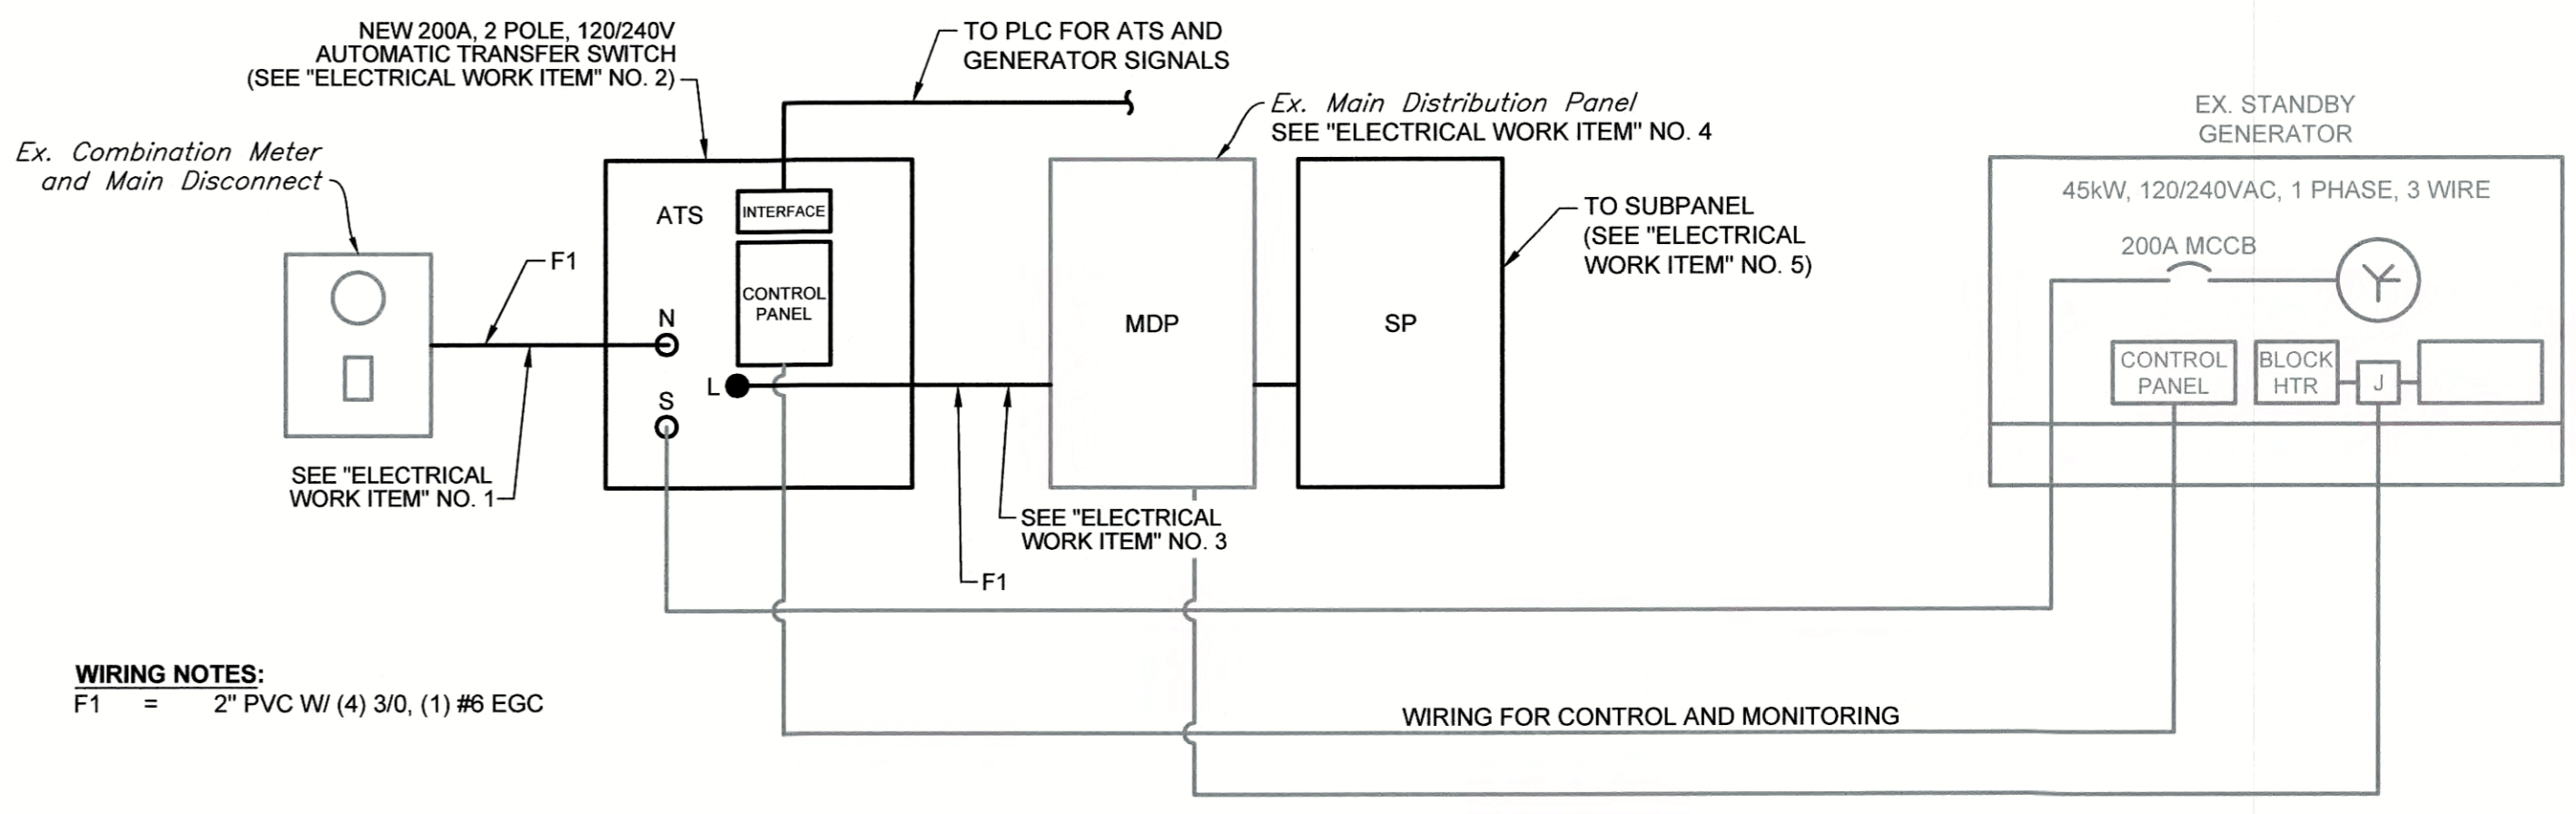 NEW 200A, 2 POLE, 120/240V
AUTOMATIC TRANSFER SWITCH
(SEE "ELECTRICAL WORK ITEM" NO. 2)
TO PLC FOR ATS AND
GENERATOR SIGNALS
Ex. Combination Meter
and Main Disconnect
Ex. Main Distribution Panel
SEE "ELECTRICAL WORK ITEM" NO. 4
EX. STANDBY
GENERATOR
45kW, 120/240VAC, 1 PHASE, 3 WIRE
200A MCCB
ATS
INTERFACE
CONTROL
PANEL
F1
N
L
S
MDP
SP
TO SUBPANEL
(SEE "ELECTRICAL
WORK ITEM" NO. 5)
CONTROL
PANEL
BLOCK
HTR
J
SEE "ELECTRICAL
WORK ITEM" NO. 1
SEE "ELECTRICAL
WORK ITEM" NO. 3
F1
WIRING NOTES:
F1 = 2" PVC W/ (4) 3/0, (1) #6 EGC
WIRING FOR CONTROL AND MONITORING